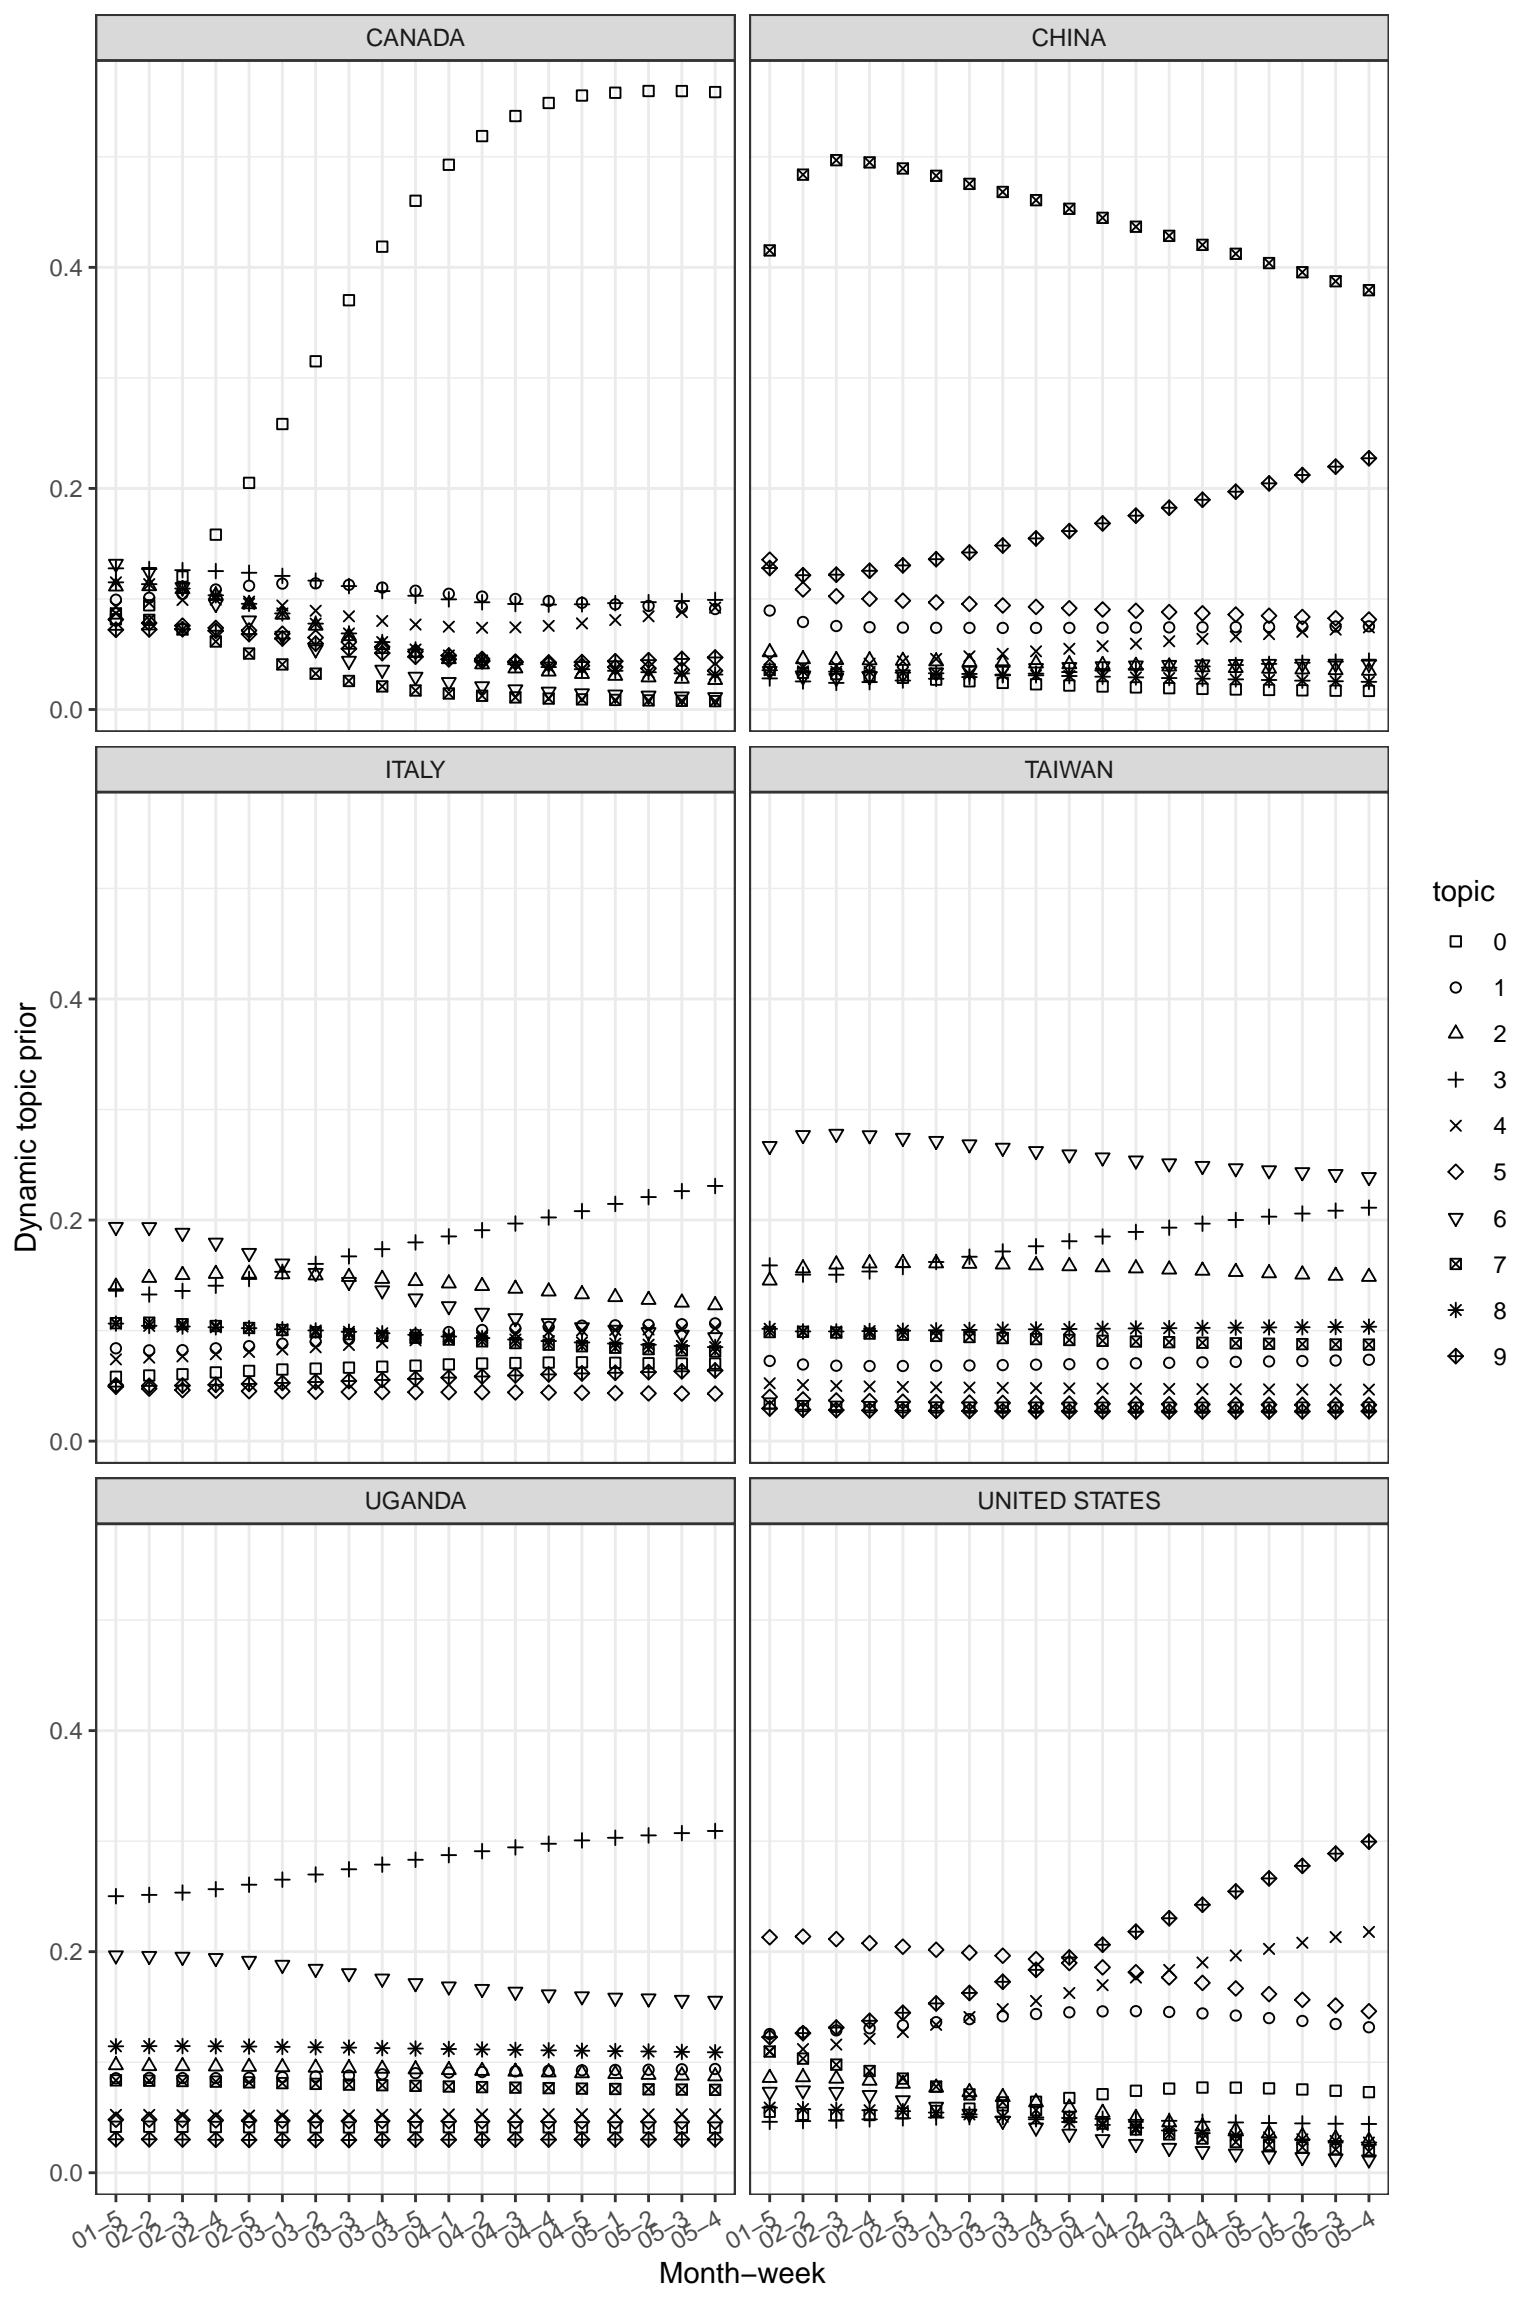 CANADA
CHINA
0.4
0.2
0.0
ITALY
TAIWAN
0.4
0.2
0.0
UGANDA
UNITED STATES
0.4
0.2
0.0
01−5 02−2 02−3 02−4 02−5 03−1 03−2 03−3 03−4 03−5 04−1 04−2 04−3 04−4 04−5 05−1 05−2 05−3 05−4
01−5 02−2 02−3 02−4 02−5 03−1 03−2 03−3 03−4 03−5 04−1 04−2 04−3 04−4 04−5 05−1 05−2 05−3 05−4
Month−week
Dynamic topic prior
topic
0
1
2
3
4
5
6
7
8
9